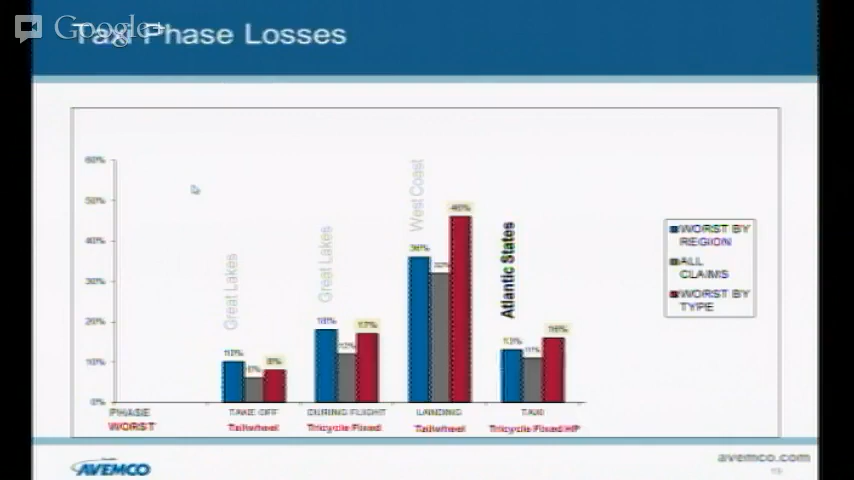 Google+
Taxi Phase Losses
60%
50%
40%
30%
20%
10%
0%
Great Lakes
Great Lakes
West Coast
Atlantic States
10%
6%
8%
18%
12%
17%
36%
32%
46%
13%
11%
16%
WORST BY
REGION
ALL
CLAIMS
WORST BY
TYPE
PHASE
TAKE OFF
DURING FLIGHT
LANDING
TAXI
WORST
Tailwheel
Tricycle Fixed
Tailwheel
Tricycle Fixed HP
AVEMCO
avemco.com